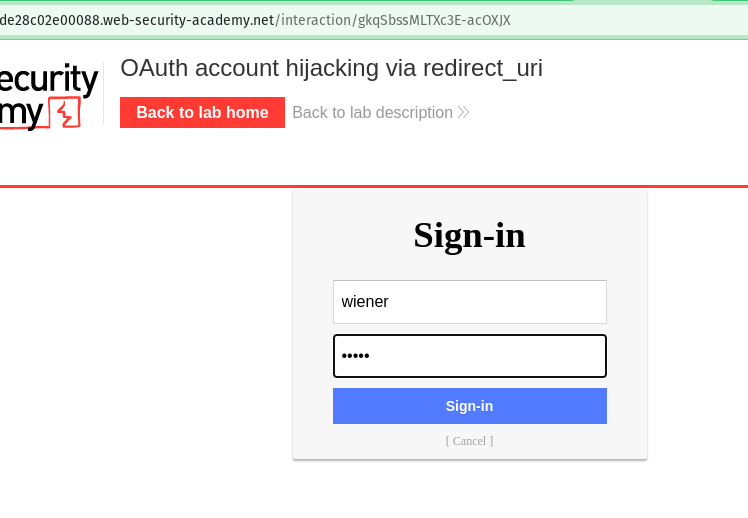 de28c02e00088.web-security-academy.net/interaction/gkqSbssMLTXc3E-acOXJX
ecurity
my
OAuth account hijacking via redirect_uri
Back to lab home
Back to lab description
Sign-in
wiener
•••••
Sign-in
[ Cancel ]